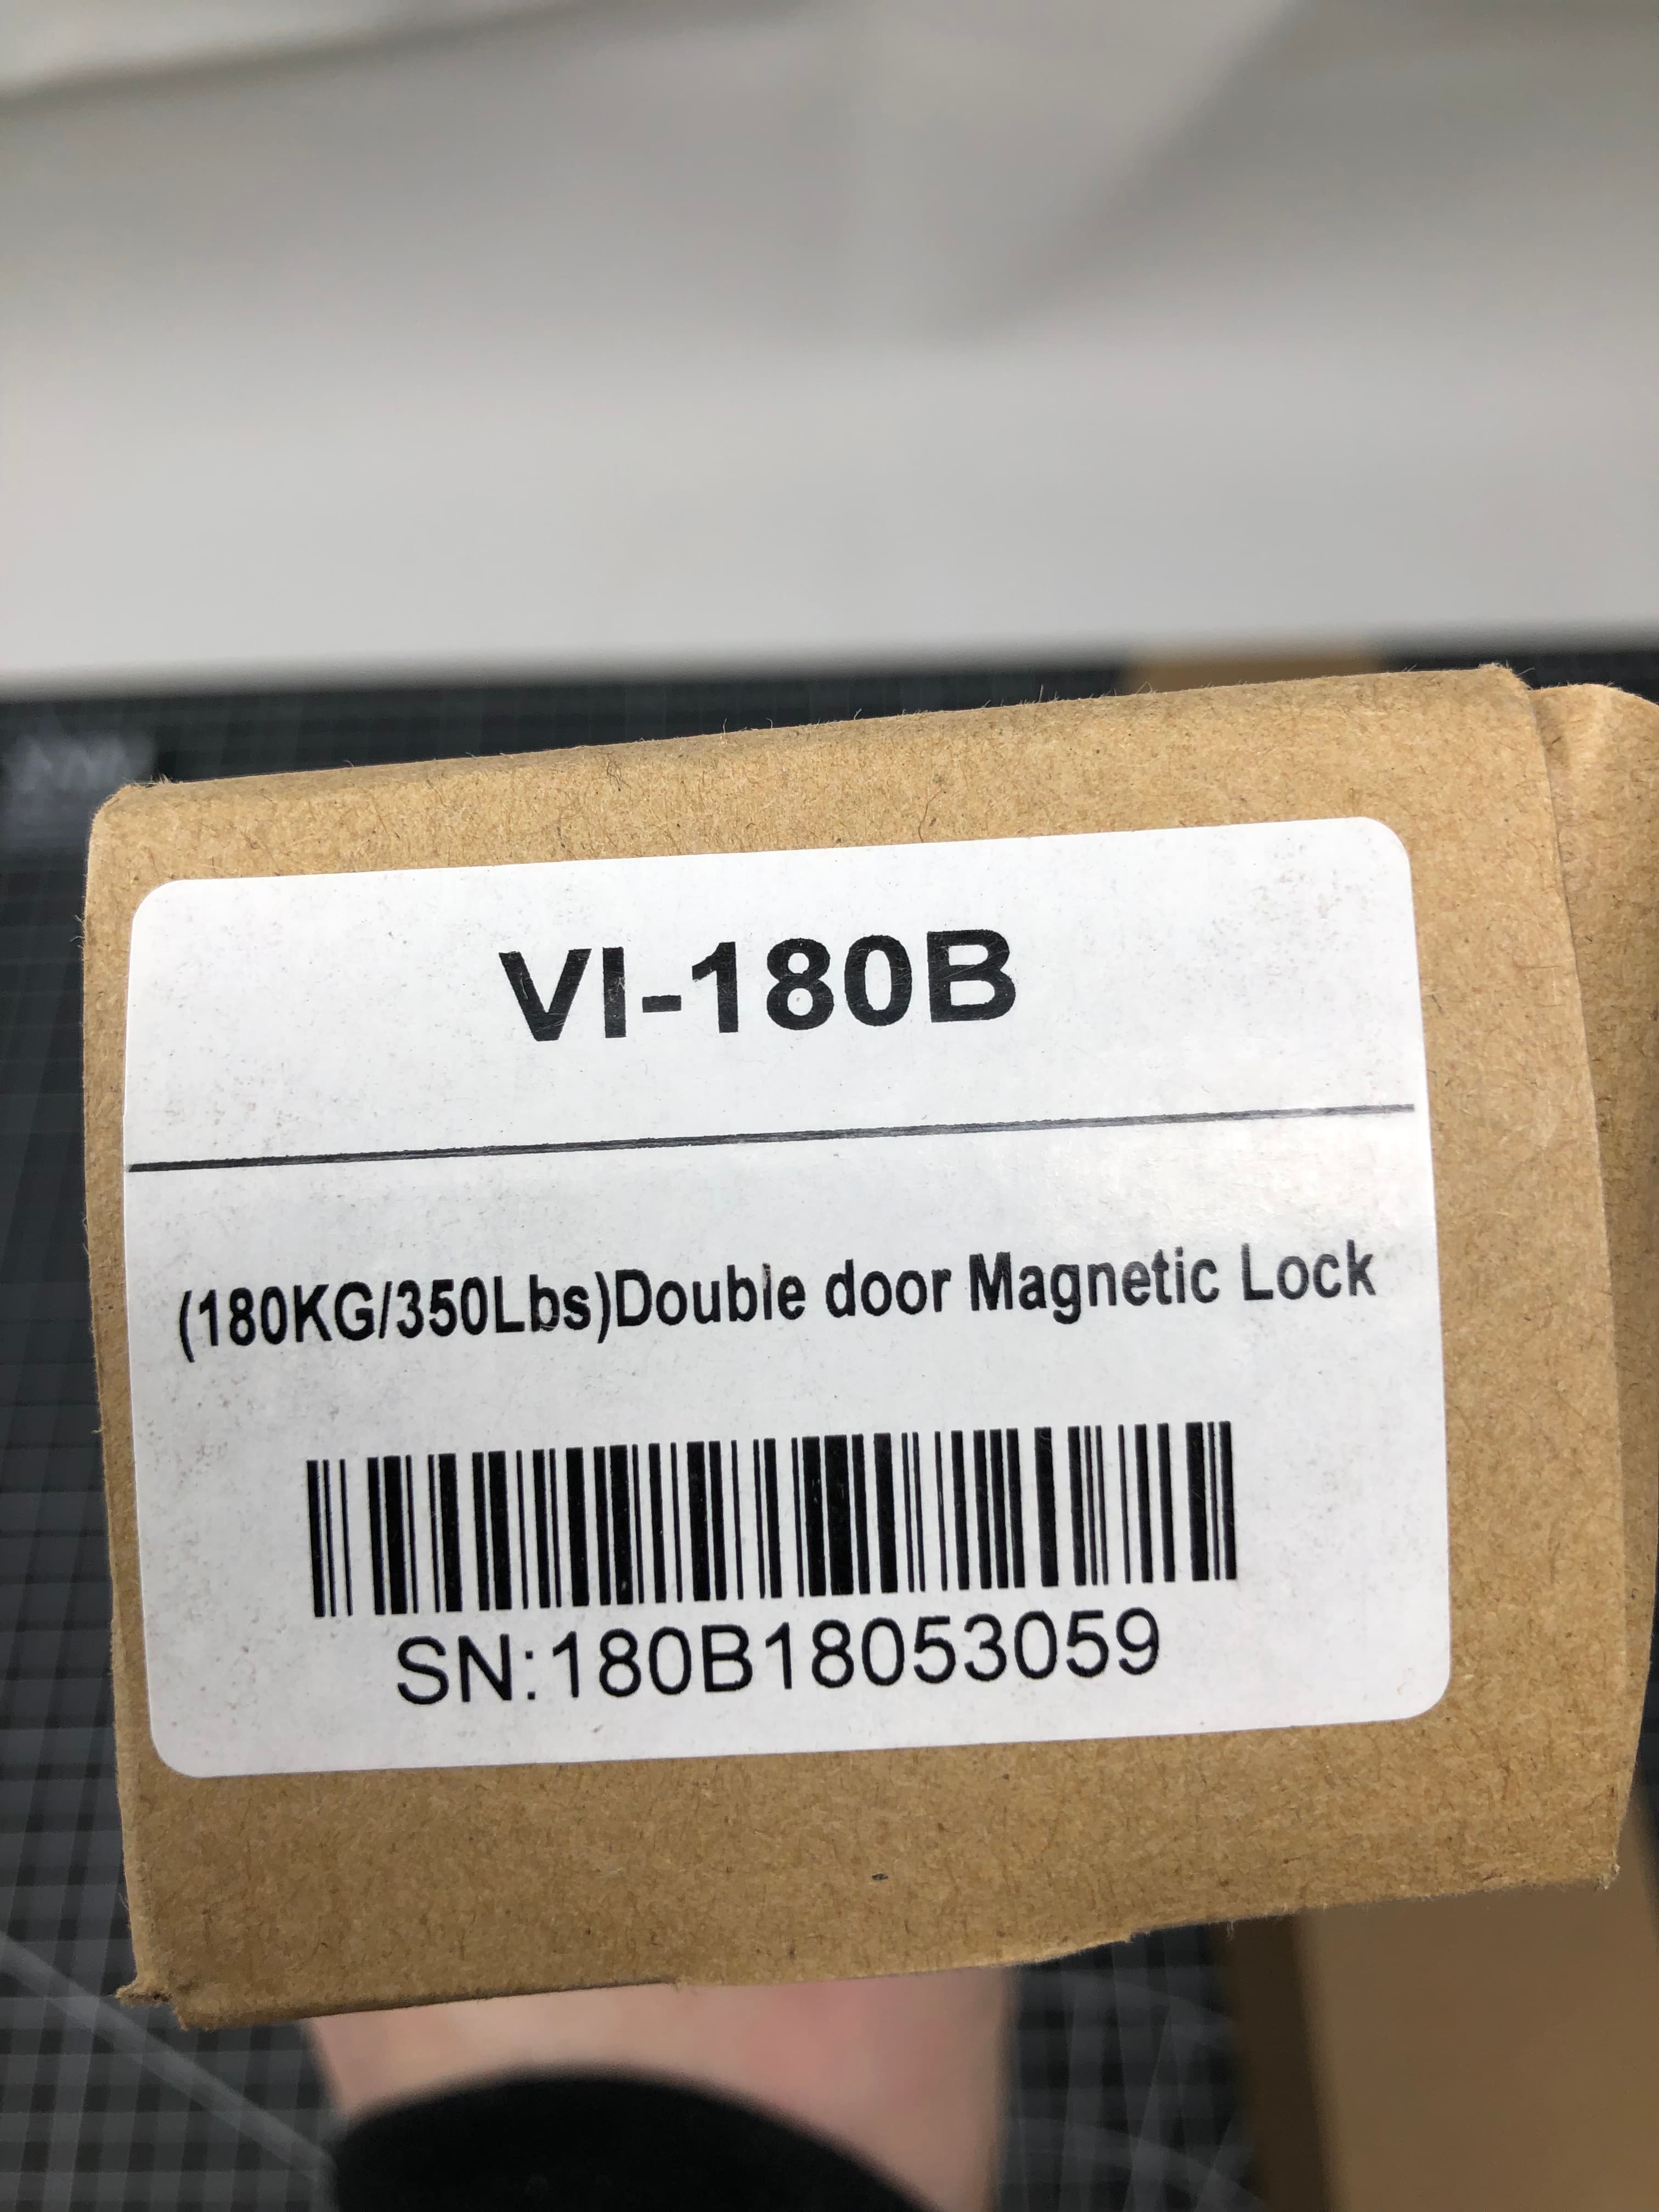 VI-180B
(180KG/350Lbs)Double door Magnetic Lock
SN:180B18053059